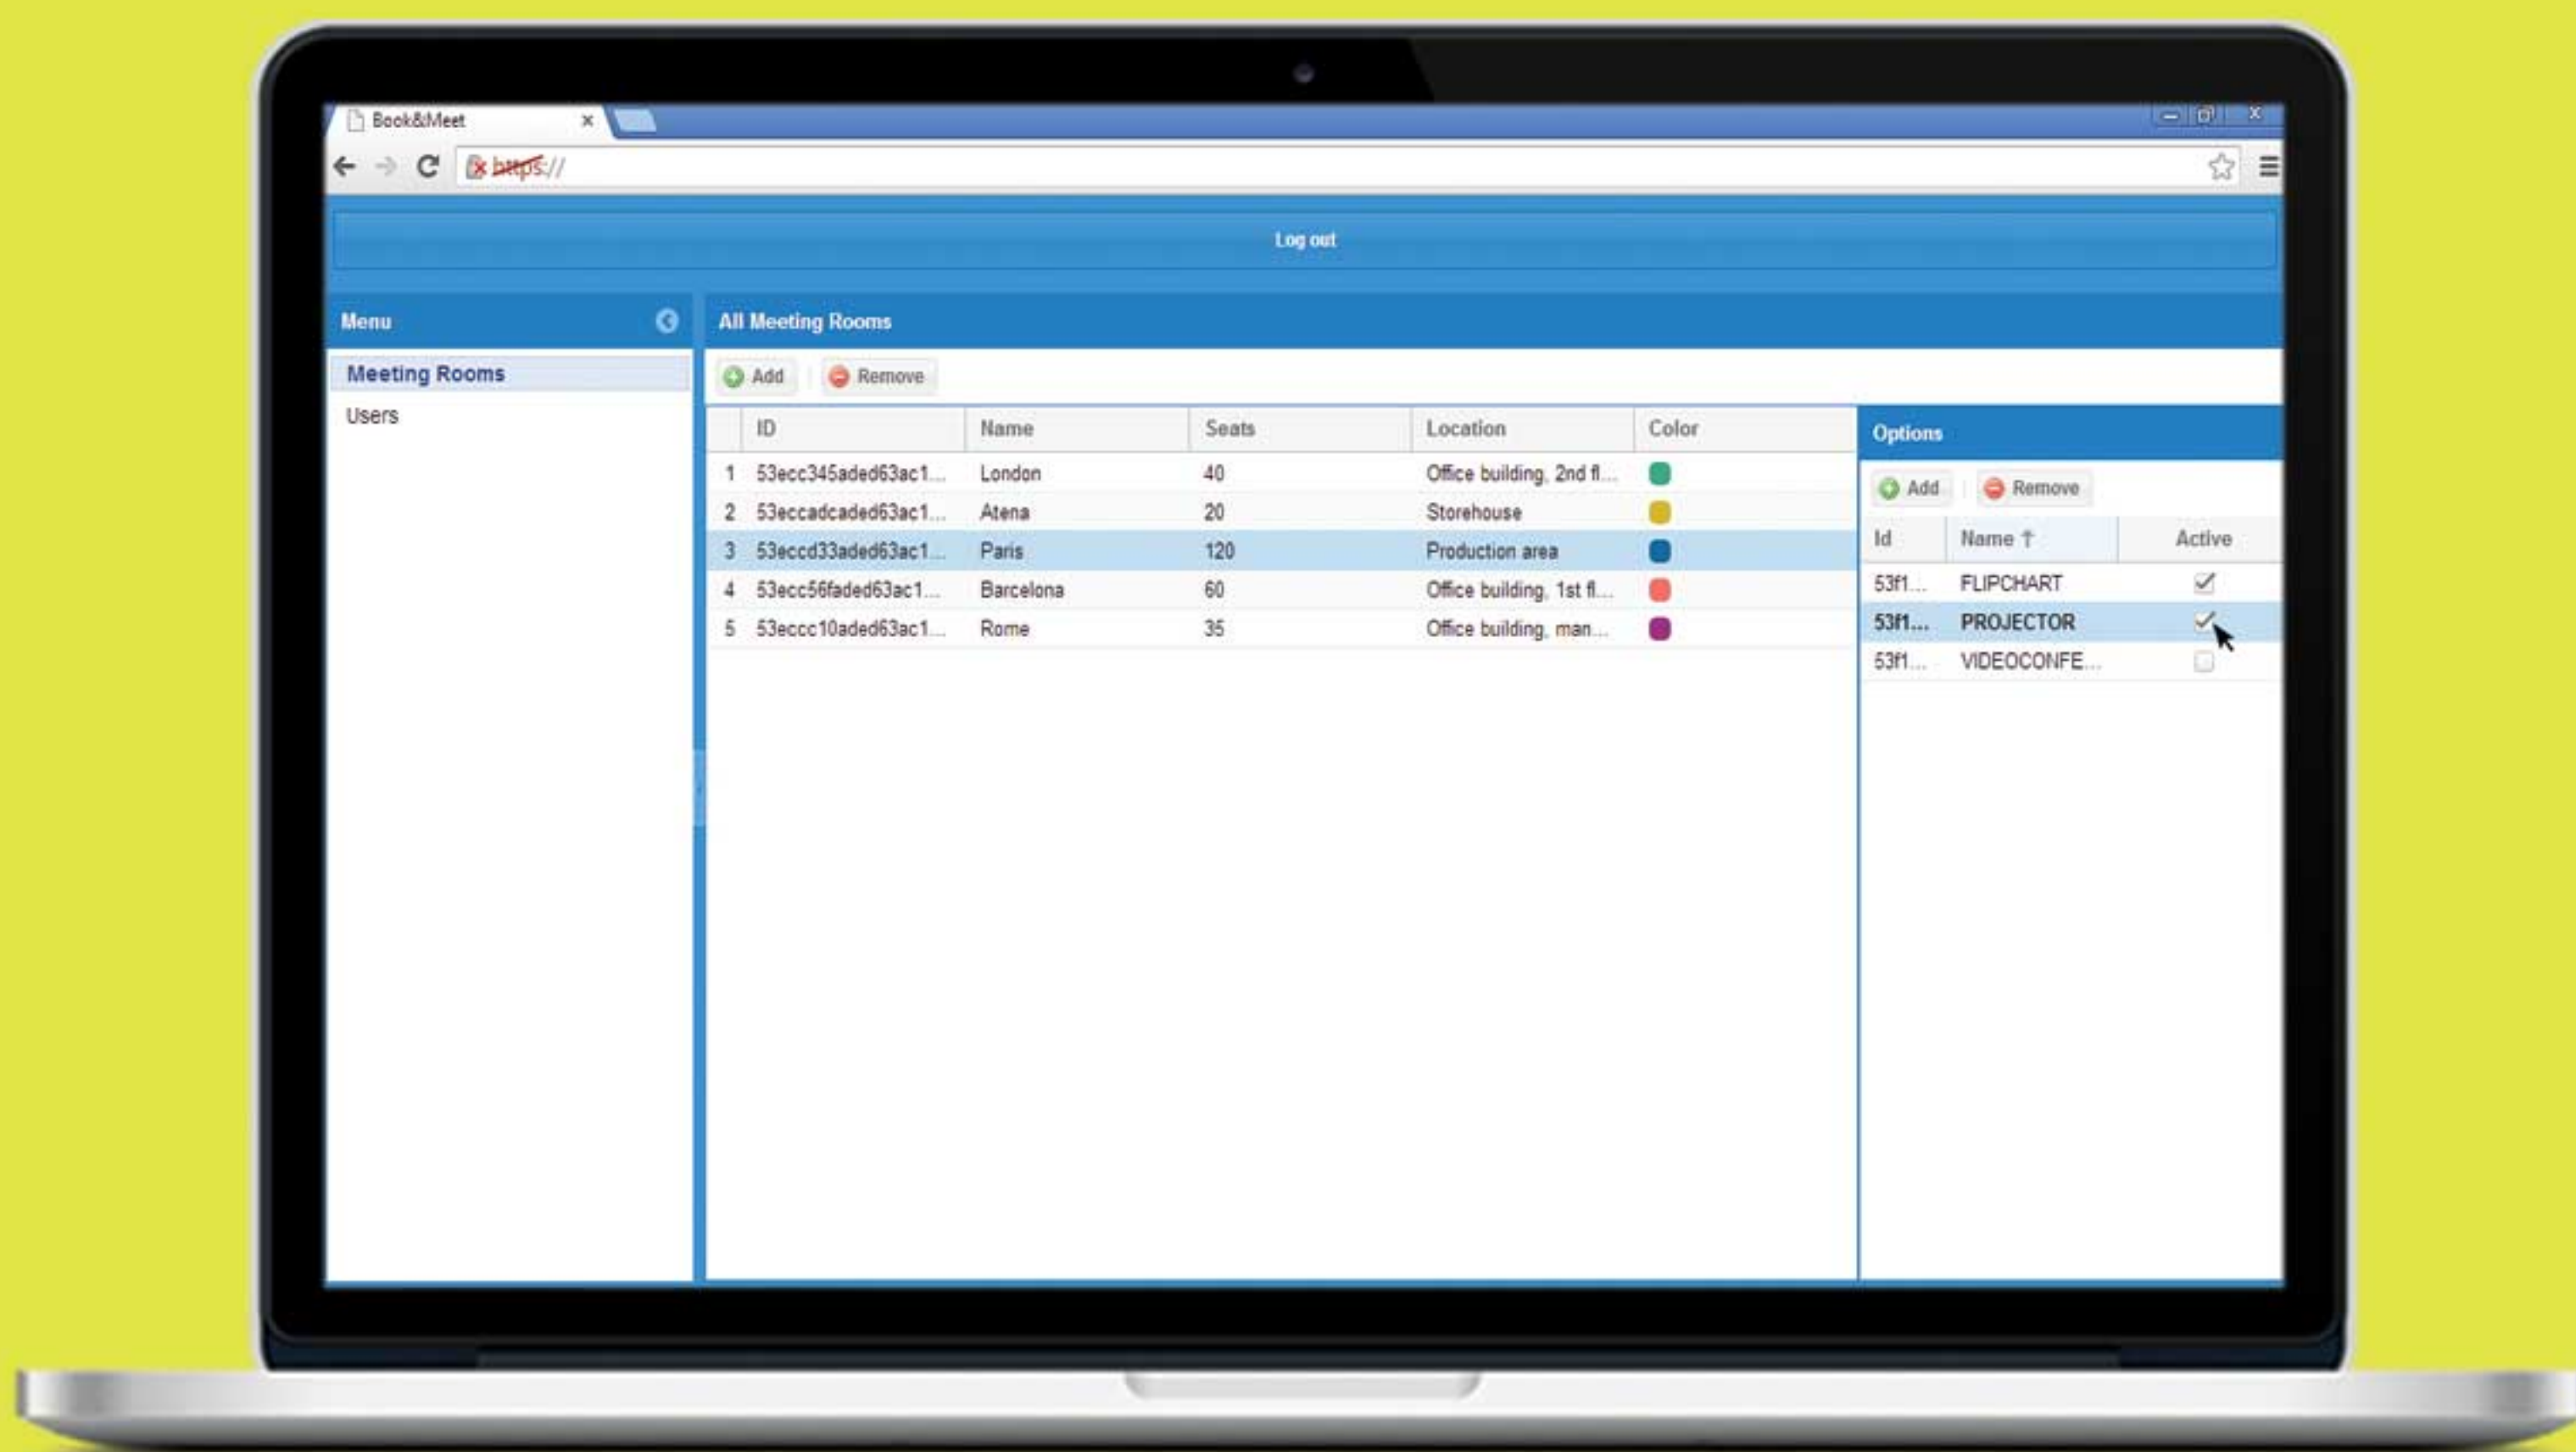 Book&Meet
https://
Log out
Menu
All Meeting Rooms
Meeting Rooms
Users
Add Remove
ID Name Seats Location Color
1 53ecc345aded63ac1... London 40 Office building, 2nd fl...
2 53eccadcaded63ac1... Atena 20 Storehouse
3 53eccd33aded63ac1... Paris 120 Production area
4 53ecc56faded63ac1... Barcelona 60 Office building, 1st fl...
5 53eccc10aded63ac1... Rome 35 Office building, man...
Options
Add Remove
Id Name ↑ Active
53f1... FLIPCHART
53f1... PROJECTOR
53f1... VIDEOCONFE...